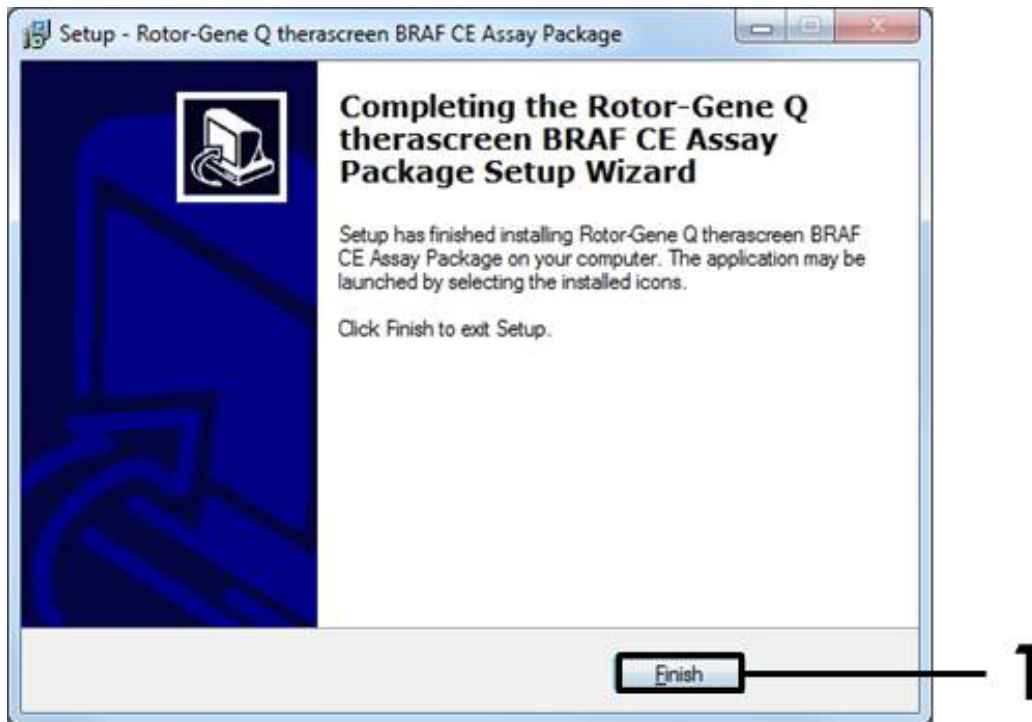 Setup - Rotor-Gene Q therascreen BRAF CE Assay Package
Completing the Rotor-Gene Q
therascreen BRAF CE Assay
Package Setup Wizard
Setup has finished installing Rotor-Gene Q therascreen BRAF
CE Assay Package on your computer. The application may be
launched by selecting the installed icons.
Click Finish to exit Setup.
Finish
1